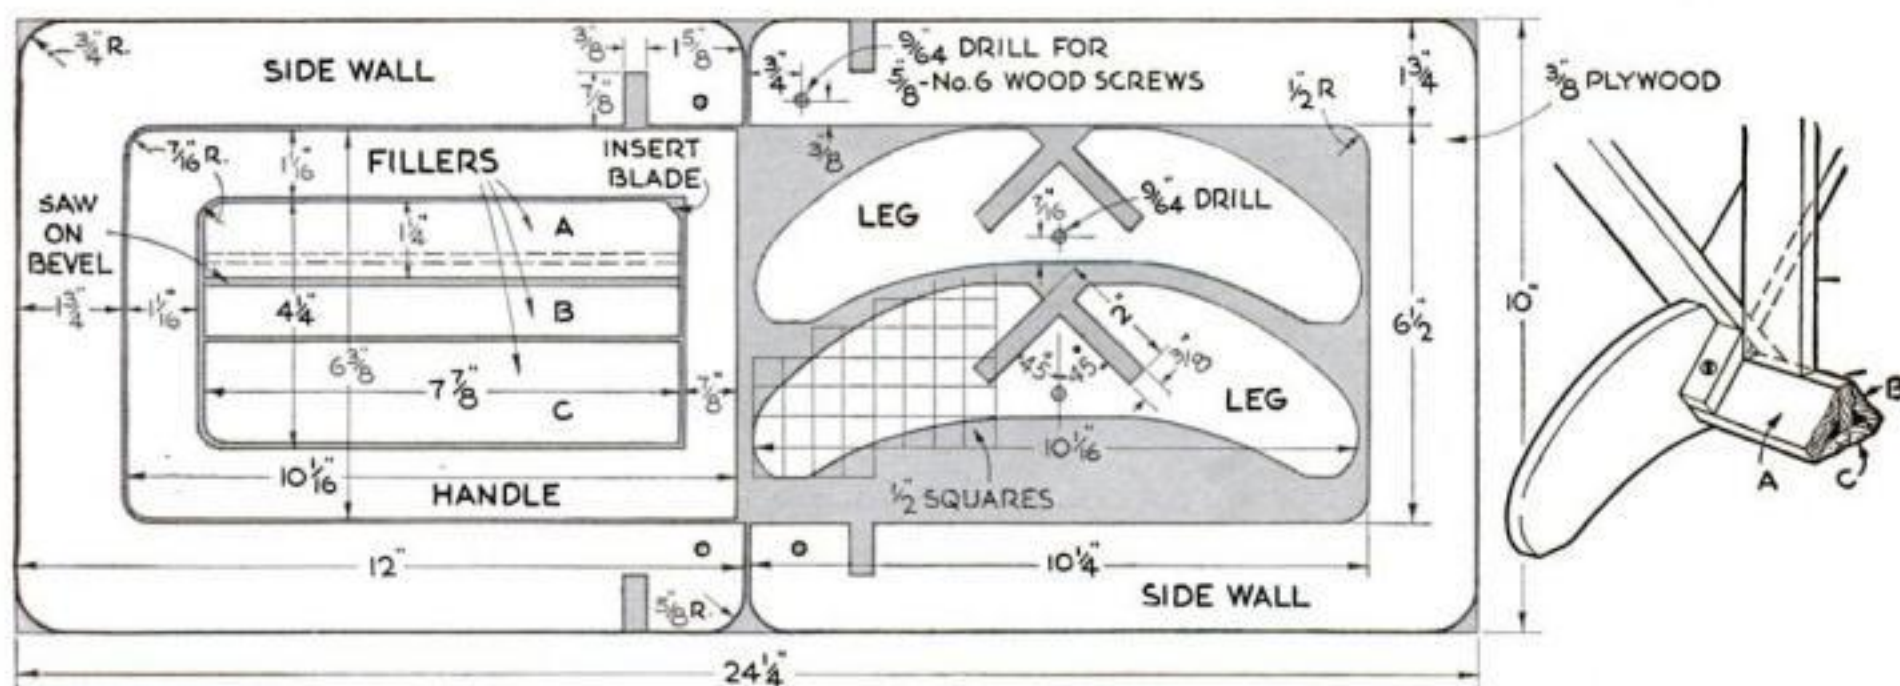 3/4" R.
SIDE WALL
3/8"
1 5/8"
7/8"
3/4"
9/64" DRILL FOR
5/8"-No.6 WOOD SCREWS
1 3/4"
3/8" PLYWOOD
1/2" R
7/16" R.
1 1/16"
FILLERS
INSERT
BLADE
3/8"
LEG
7/16"
9/64" DRILL
SAW
ON
BEVEL
1 1/4"
A
1 3/4"
1 1/16"
4 1/4"
B
6 3/8"
7 7/8"
7/8"
C
2"
3/8"
45°
45°
LEG
6 1/2"
10"
10 1/16"
10 1/16"
HANDLE
1/2" SQUARES
12"
10 1/4"
5/8" R.
SIDE WALL
24 1/4"
B
A
C